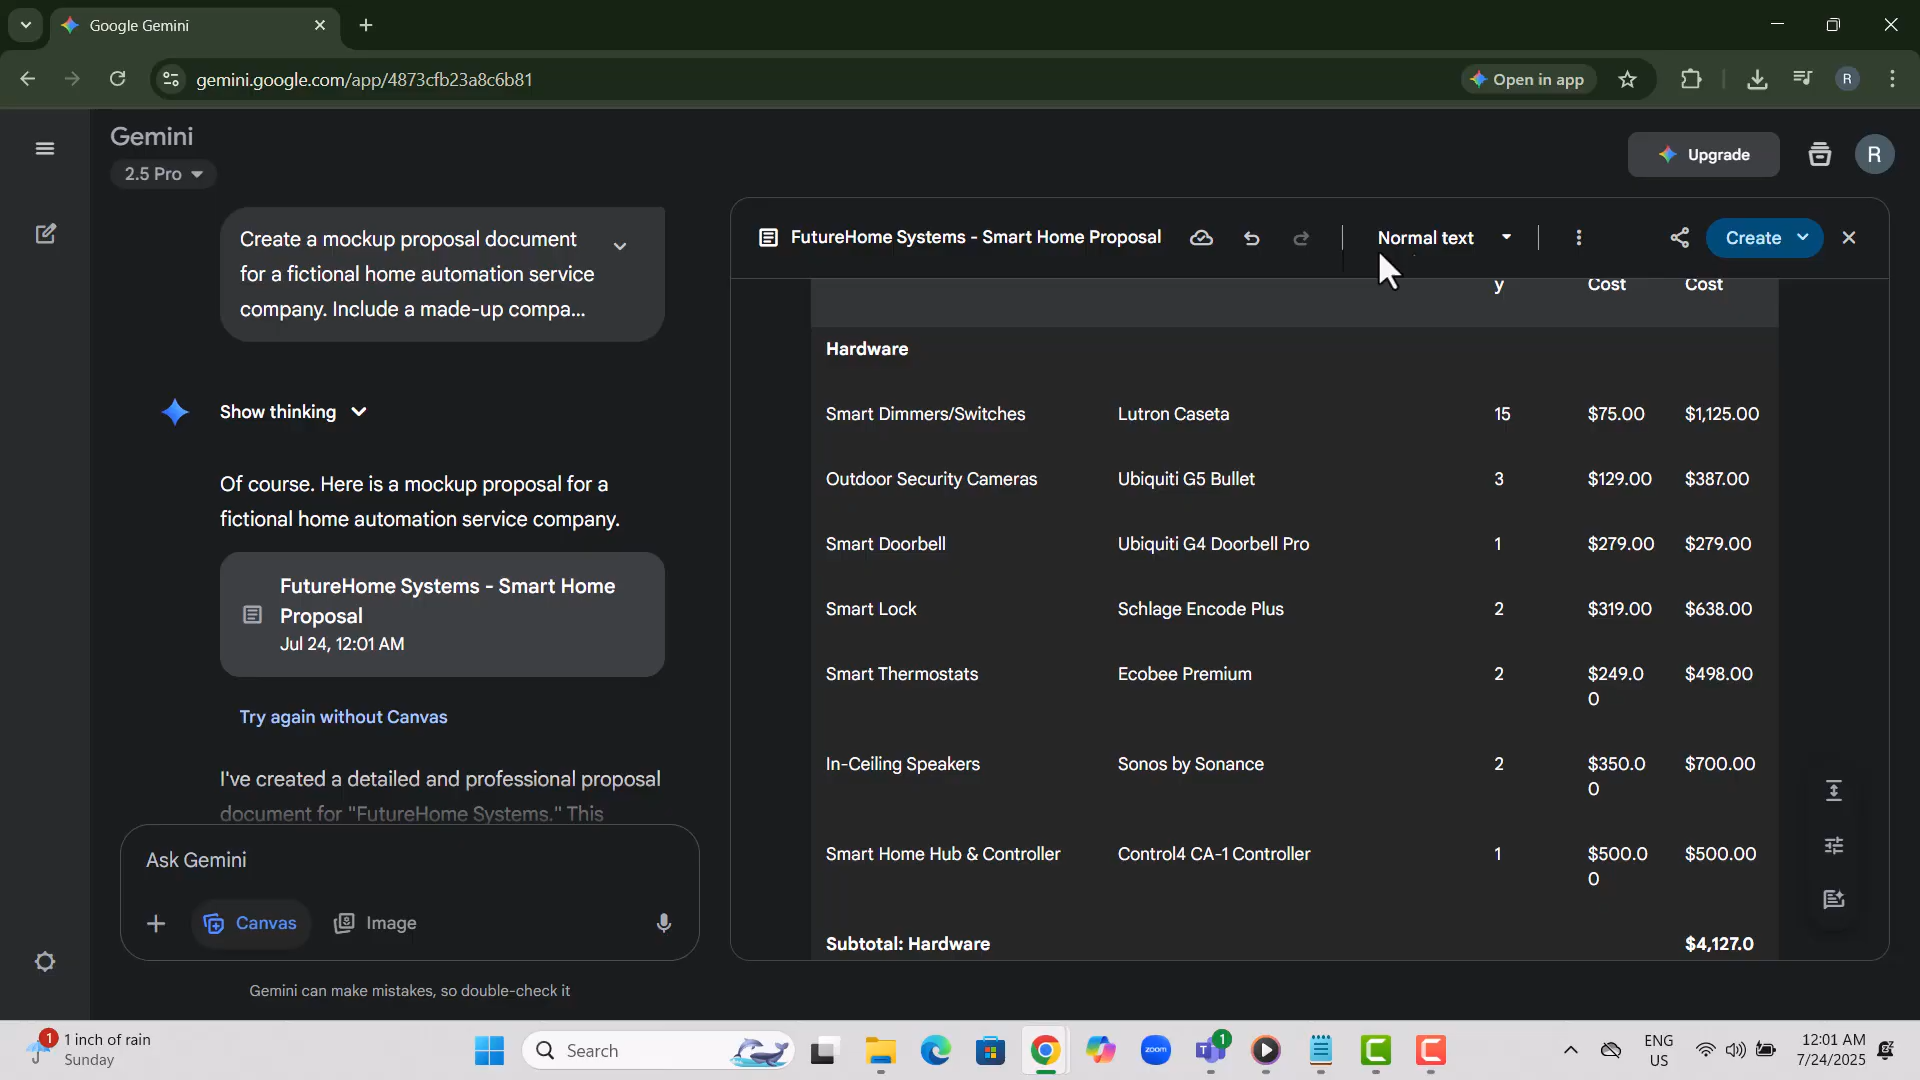 Google Gemini
gemini.google.com/app/4873cfb23a8c6b81
Open in app
R
Gemini
2.5 Pro
Upgrade
R
Create a mockup proposal document
for a fictional home automation service
company. Include a made-up compa...
Show thinking
Of course. Here is a mockup proposal for a
fictional home automation service company.
FutureHome Systems - Smart Home
Proposal
Jul 24, 12:01 AM
Try again without Canvas
I've created a detailed and professional proposal
document for "FutureHome Systems." This
Ask Gemini
Canvas
Image
Gemini can make mistakes, so double-check it
FutureHome Systems - Smart Home Proposal
Normal text
Create
y Cost Cost
Hardware
Smart Dimmers/Switches Lutron Caseta 15 $75.00 $1,125.00
Outdoor Security Cameras Ubiquiti G5 Bullet 3 $129.00 $387.00
Smart Doorbell Ubiquiti G4 Doorbell Pro 1 $279.00 $279.00
Smart Lock Schlage Encode Plus 2 $319.00 $638.00
Smart Thermostats Ecobee Premium 2 $249.0 $498.00
0
In-Ceiling Speakers Sonos by Sonance 2 $350.0 $700.00
0
Smart Home Hub & Controller Control4 CA-1 Controller 1 $500.0 $500.00
0
Subtotal: Hardware $4,127.0
1
1 inch of rain
Sunday
Search
zoom
1
ENG
US
12:01 AM
7/24/2025